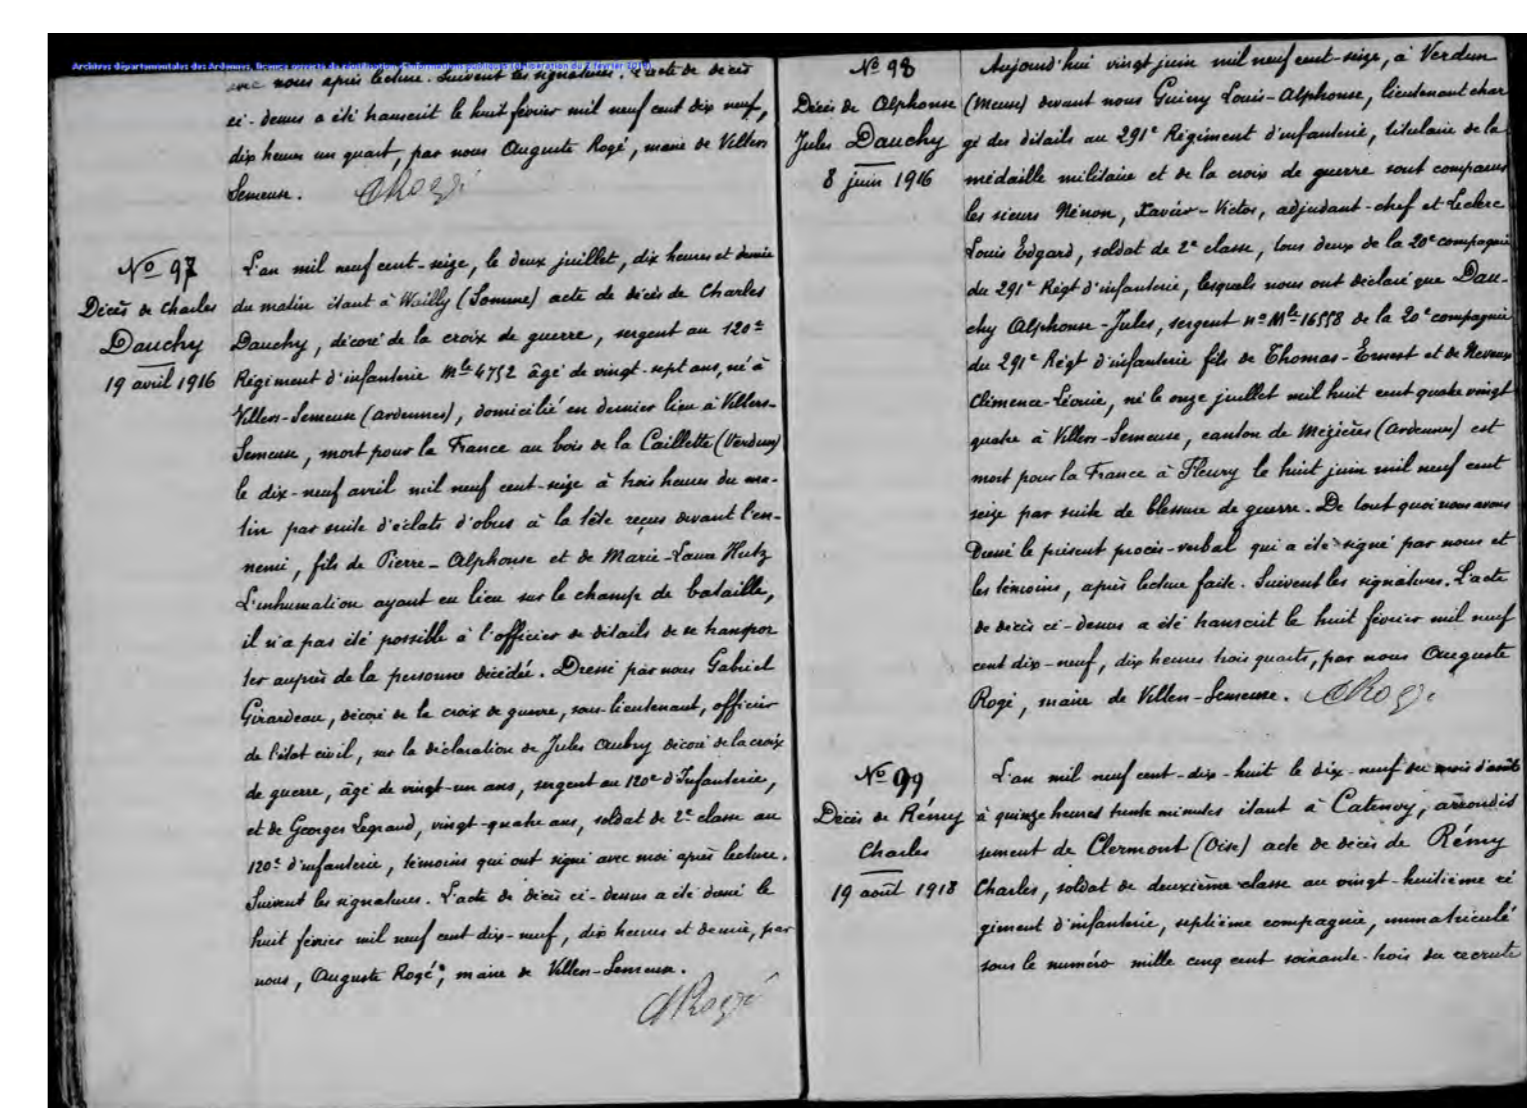 Archives départementales des Ardennes, licence ouverte de réutilisation d'informations publiques (délibération du 2 février 2018)
avec nous après lecture. Suivent les signatures. L'acte de décès
ci-dessus a été transcrit le huit février mil neuf cent dix neuf,
dix heures un quart, par nous Auguste Rogé, maire de Villers
Semeuse. ARogé
No 97
Décès de Charles
Dauchy
19 avril 1916
L'an mil neuf cent-seize, le deux juillet, dix heures et demie
du matin étant à Wailly (Somme) acte de décès de Charles
Dauchy, décoré de la croix de guerre, sergent au 120e
Régiment d'infanterie Mle 4752 âgé de vingt-sept ans, né à
Villers-Semeuse (Ardennes), domicilié en dernier lieu à Villers-
Semeuse, mort pour la France au bois de la Caillette (Verdun)
le dix-neuf avril mil neuf cent-seize à trois heures du ma-
tin par suite d'éclats d'obus à la tête reçus devant l'en-
nemi, fils de Pierre-Alphonse et de Marie-Laure Hutz
L'inhumation ayant eu lieu sur le champ de bataille,
il n'a pas été possible à l'officier de détails de se transpor
ter auprès de la personne décédée. Dressé par nous Gabriel
Girardeau, décoré de la croix de guerre, sous-lieutenant, officier
de l'état civil, sur la déclaration de Jules Aubry décoré de la croix
de guerre, âgé de vingt-un ans, sergent au 120e d'Infanterie,
et de Georges Legrand, vingt-quatre ans, soldat de 2e classe au
120e d'infanterie, témoins qui ont signé avec moi après lecture.
Suivent les signatures. L'acte de décès ci-dessus a été dressé le
huit février mil neuf cent dix-neuf, dix heures et demie, par
nous, Auguste Rogé, maire de Villers-Semeuse.
ARogé
No 98
Décès de Alphonse
Jules Dauchy
8 juin 1916
Aujourd'hui vingt juin mil neuf cent-seize, à Verdun
(Meuse) devant nous Guiny Louis-Alphonse, lieutenant char
gé des détails au 291e Régiment d'infanterie, titulaire de la
médaille militaire et de la croix de guerre sont comparus
les sieurs Nénon, Xavier-Victor, adjudant-chef et Leclerc
Louis Edgard, soldat de 2e classe, tous deux de la 20e compagnie
du 291e Régt d'infanterie, lesquels nous ont déclaré que Dau-
chy Alphonse-Jules, sergent no Mle 16558 de la 20e compagnie
du 291e Régt d'infanterie fils de Thomas-Ernest et de Neveux
Clémence-Léonie, né le onze juillet mil huit cent quatre vingt
quatre à Villers-Semeuse, canton de Mézières (Ardennes) est
mort pour la France à Fleury le huit juin mil neuf cent
seize par suite de blessure de guerre. De tout quoi nous avons
Dressé le présent procès-verbal qui a été signé par nous et
les témoins, après lecture faite. Suivent les signatures. L'acte
de décès ci-dessus a été transcrit le huit février mil neuf
cent dix-neuf, dix heures trois quarts, par nous Auguste
Rogé, maire de Villers-Semeuse. ARogé
No 99
Décès de Rémy
Charles
19 août 1918
L'an mil neuf cent-dix-huit le dix-neuf du mois d'août
à quinze heures trente minutes étant à Catenoy, arrondis
sement de Clermont (Oise) acte de décès de Rémy
Charles, soldat de deuxième classe au vingt-huitième ré
giment d'infanterie, septième compagnie, immatriculé
sous le numéro mille cinq cent soixante-trois du recrute